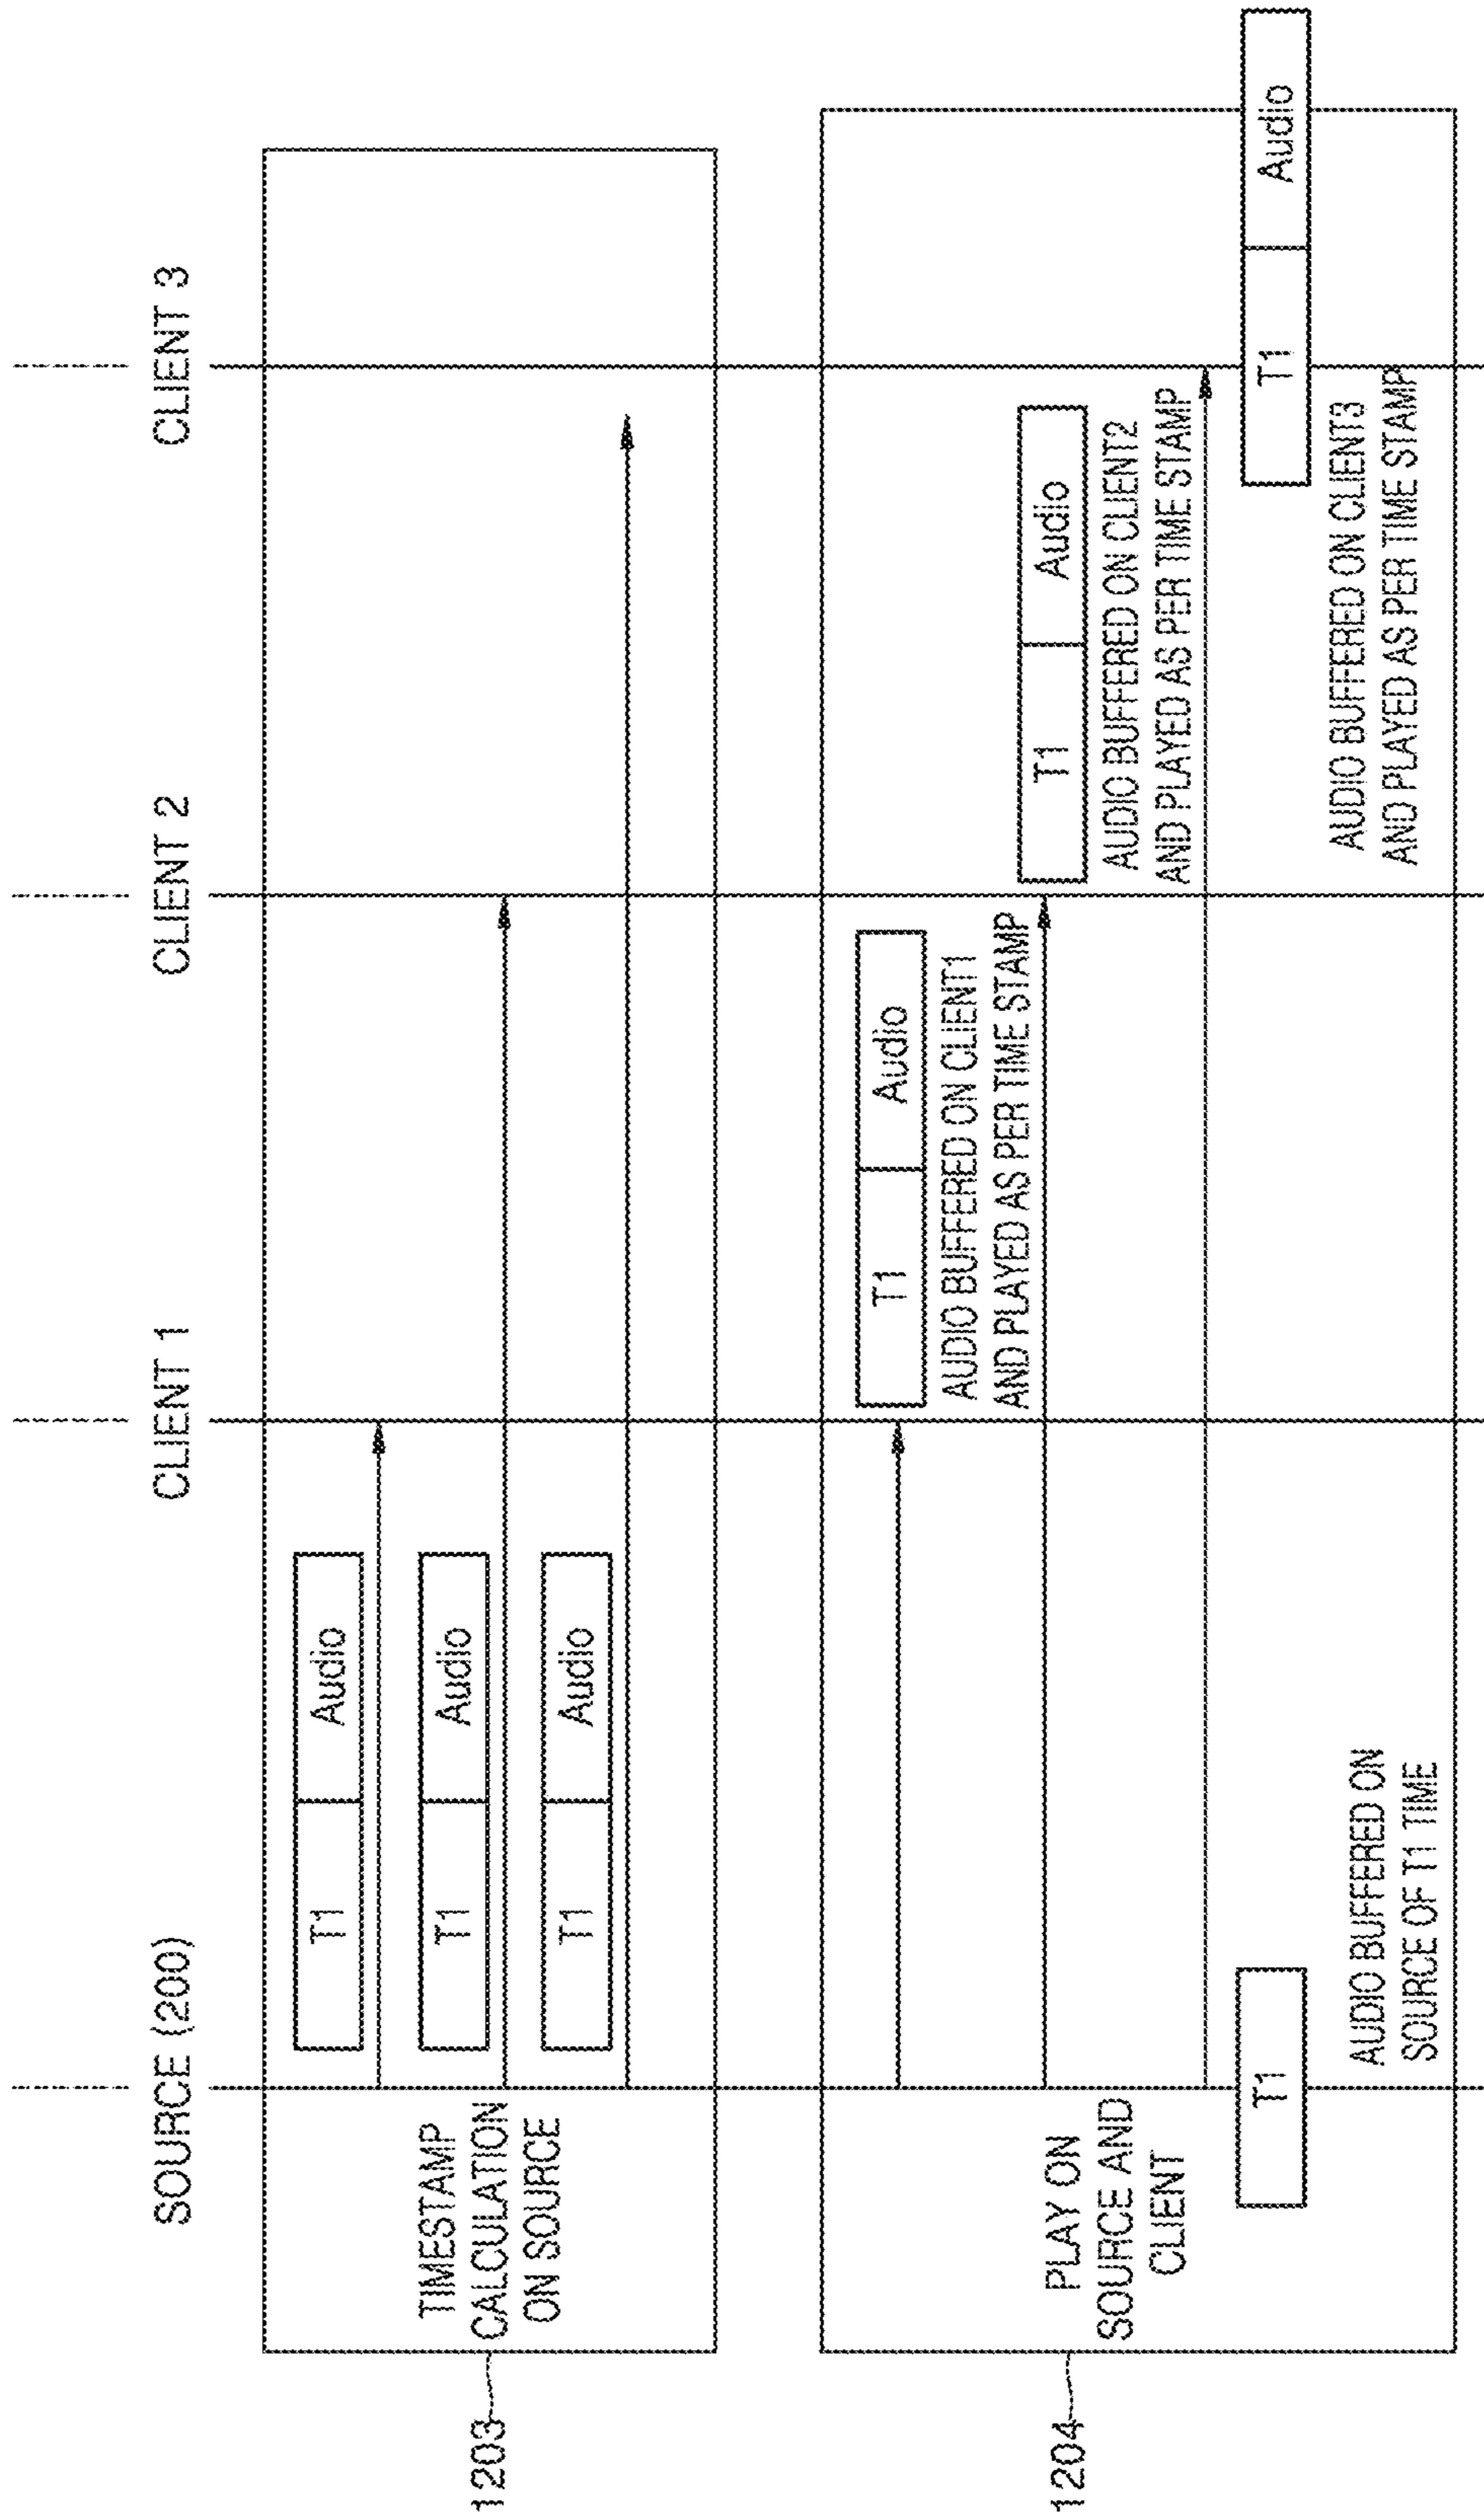 SOURCE (200)
CLIENT 1
CLIENT 2
CLIENT 3
1203
TIMESTAMP
CALCULATION
ON SOURCE
T1 Audio
T1 Audio
T1 Audio
1204
PLAY ON
SOURCE AND
CLIENT
T1 Audio
AUDIO BUFFERED ON CLIENT1
AND PLAYED AS PER TIME STAMP
T1 Audio
AUDIO BUFFERED ON CLIENT2
AND PLAYED AS PER TIME STAMP
T1
AUDIO BUFFERED ON
SOURCE OF T1 TIME
T1 Audio
AUDIO BUFFERED ON CLIENT3
AND PLAYED AS PER TIME STAMP